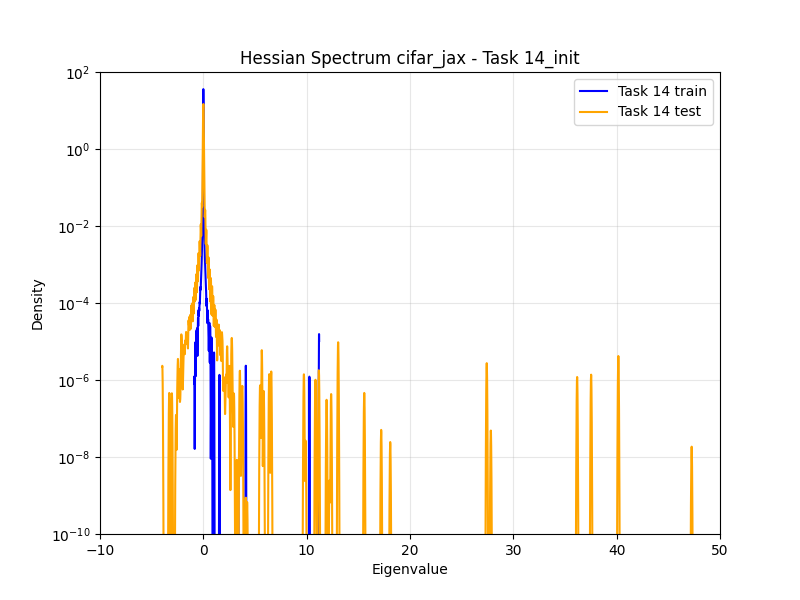 Hessian Spectrum cifar_jax - Task 14_init
Task 14 train
Task 14 test
Density
10^2
10^0
10^-2
10^-4
10^-6
10^-8
10^-10
-10
0
10
20
30
40
50
Eigenvalue